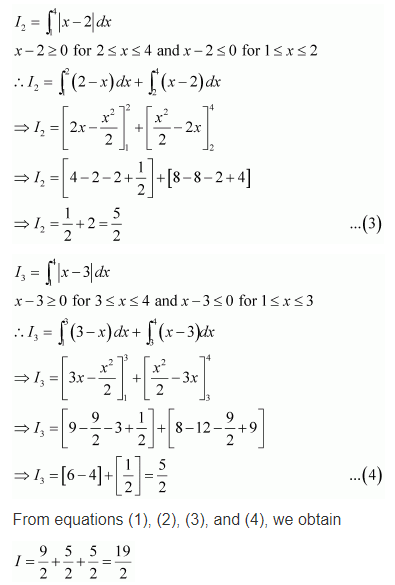 I₂ = ∫₁⁴ |x − 2| dx
x − 2 ≥ 0 for 2 ≤ x ≤ 4 and x − 2 ≤ 0 for 1 ≤ x ≤ 2
∴ I₂ = ∫₁² (2 − x) dx + ∫₂⁴ (x − 2) dx
⇒ I₂ = [2x − x²/2]₁² + [x²/2 − 2x]₂⁴
⇒ I₂ = [4 − 2 − 2 + 1/2] + [8 − 8 − 2 + 4]
⇒ I₂ = 1/2 + 2 = 5/2 ...(3)
I₃ = ∫₁⁴ |x − 3| dx
x − 3 ≥ 0 for 3 ≤ x ≤ 4 and x − 3 ≤ 0 for 1 ≤ x ≤ 3
∴ I₃ = ∫₁³ (3 − x) dx + ∫₃⁴ (x − 3) dx
⇒ I₃ = [3x − x²/2]₁³ + [x²/2 − 3x]₃⁴
⇒ I₃ = [9 − 9/2 − 3 + 1/2] + [8 − 12 − 9/2 + 9]
⇒ I₃ = [6 − 4] + [1/2] = 5/2 ...(4)
From equations (1), (2), (3), and (4), we obtain
I = 9/2 + 5/2 + 5/2 = 19/2